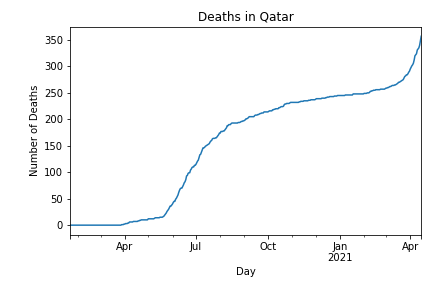 Deaths in Qatar
350
300
250
200
150
100
50
0
Number of Deaths
Apr
Jul
Oct
Jan
2021
Apr
Day